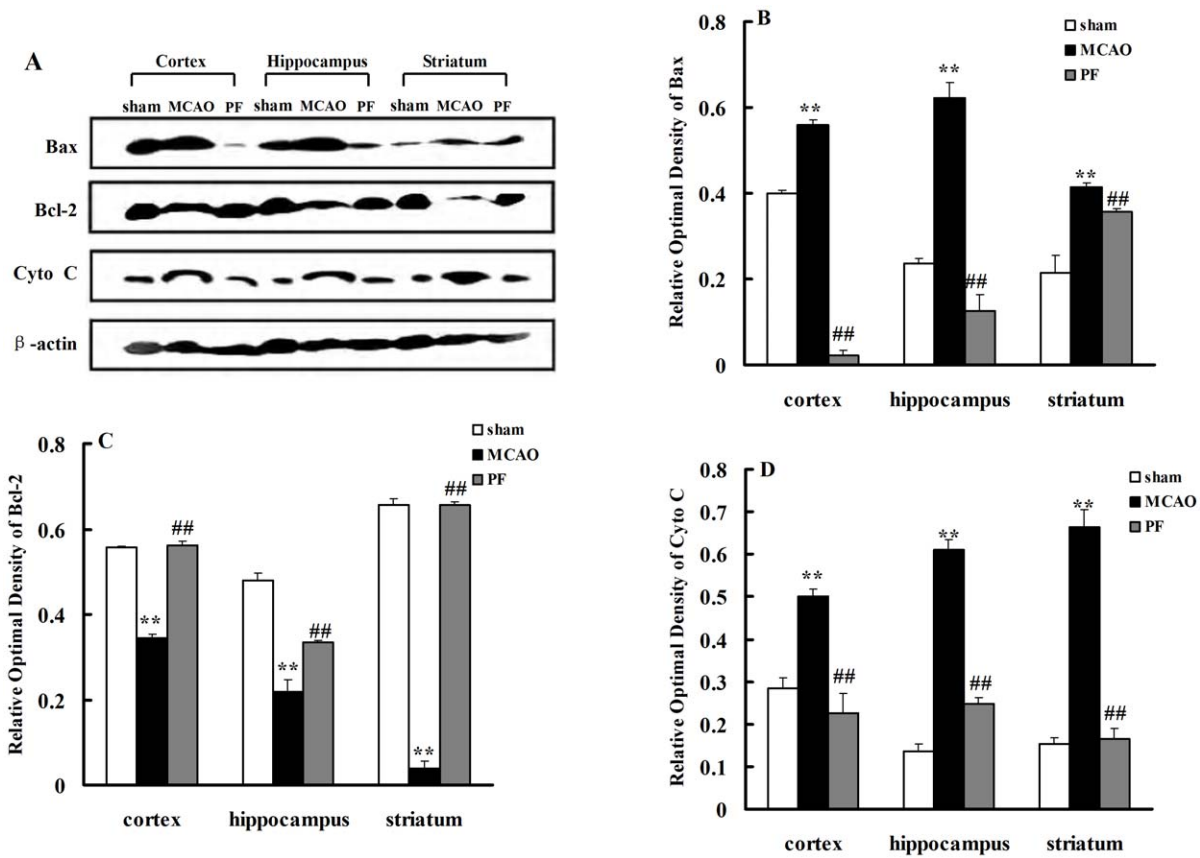 A
Cortex Hippocampus Striatum
sham MCAO PF sham MCAO PF sham MCAO PF
Bax
Bcl-2
Cyto C
β-actin
B
sham
MCAO
PF
Relative Optimal Density of Bax
0.8
0.6
0.4
0.2
0
** ## ** ## ** ##
cortex hippocampus striatum
C
sham
MCAO
PF
Relative Optimal Density of Bcl-2
0.8
0.6
0.4
0.2
0
** ## ** ## ** ##
cortex hippocampus striatum
D
sham
MCAO
PF
Relative Optimal Density of Cyto C
0.8
0.7
0.6
0.5
0.4
0.3
0.2
0.1
0
** ## ** ## ** ##
cortex hippocampus striatum